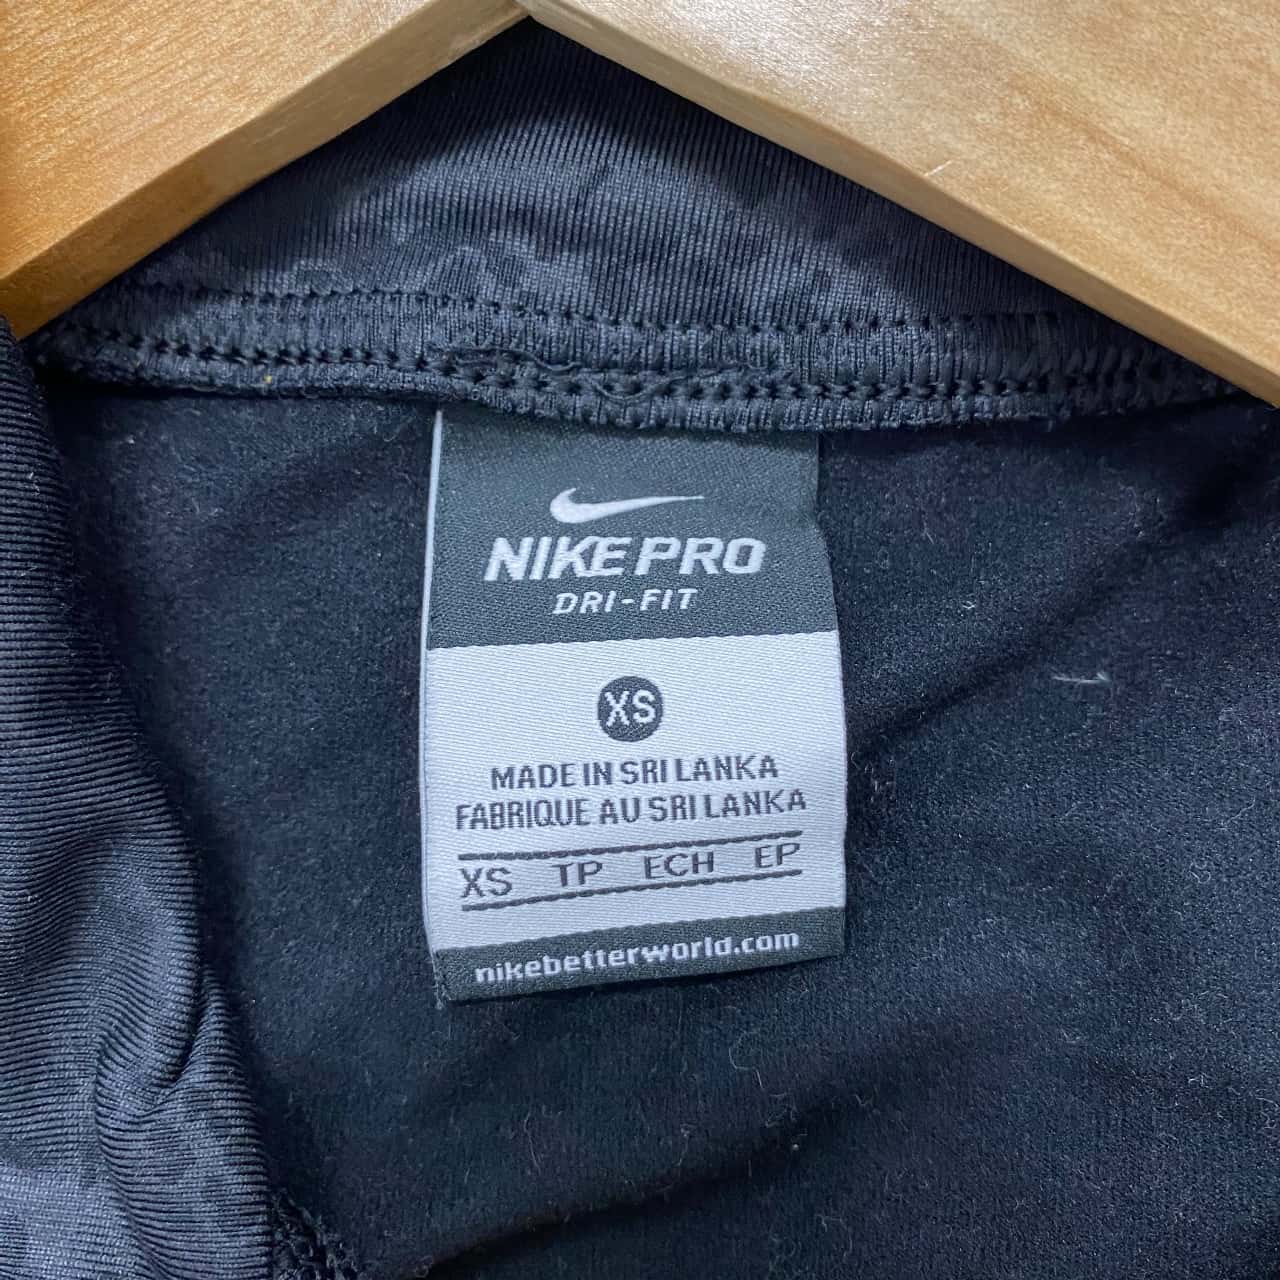 NIKE PRO
DRI-FIT
XS
MADE IN SRI LANKA
FABRIQUE AU SRI LANKA
XS TP ECH EP
nikebetterworld.com